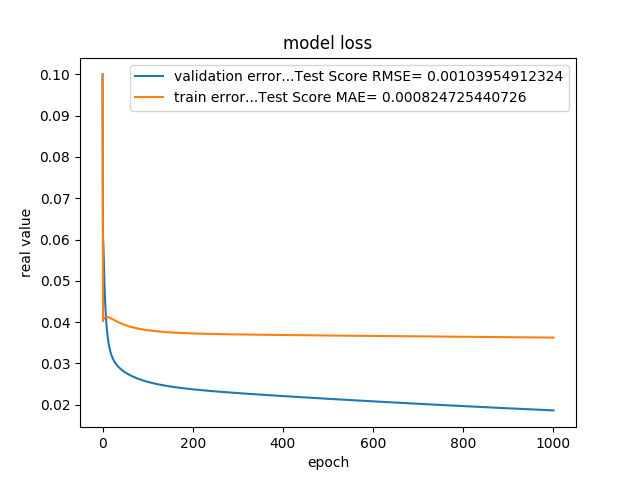 model loss
validation error...Test Score RMSE= 0.00103954912324
train error...Test Score MAE= 0.000824725440726
0.10
0.09
0.08
0.07
0.06
0.05
0.04
0.03
0.02
real value
0 200 400 600 800 1000
epoch